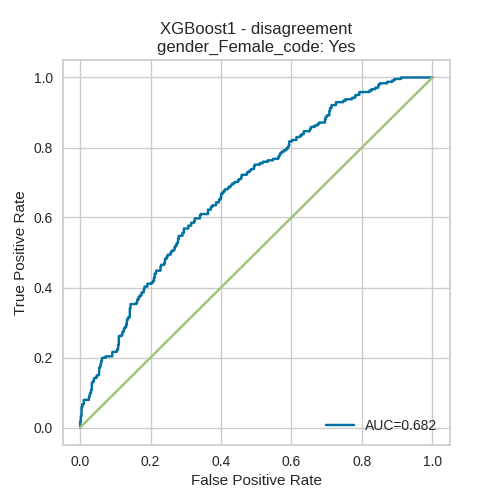 XGBoost1 - disagreement
gender_Female_code: Yes
True Positive Rate
1.0
0.8
0.6
0.4
0.2
0.0
AUC=0.682
0.0 0.2 0.4 0.6 0.8 1.0
False Positive Rate